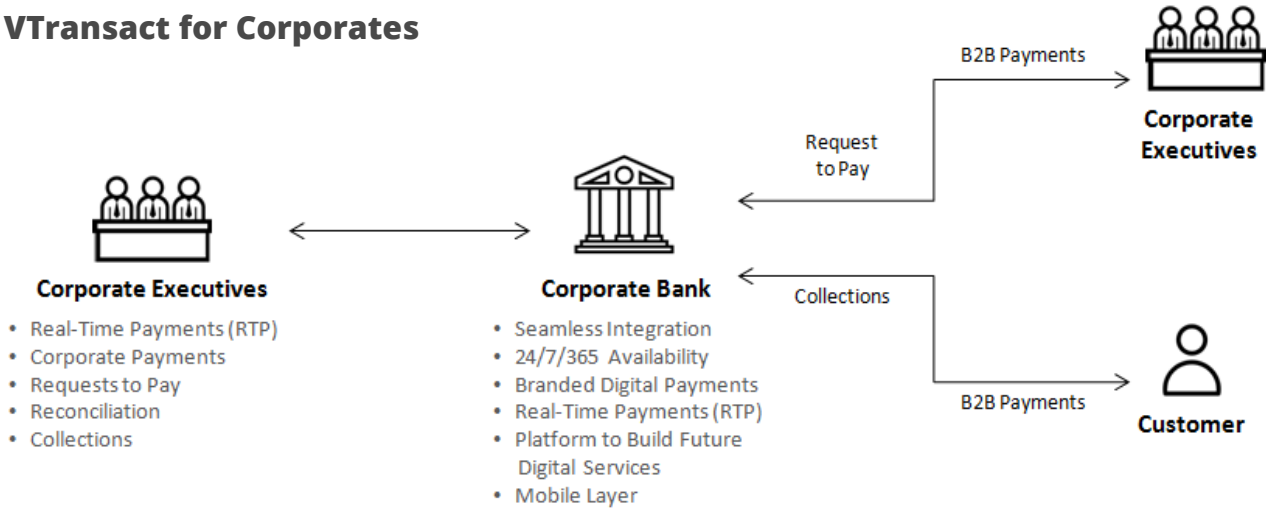 VTransact for Corporates
B2B Payments
Corporate
Executives
Request
to Pay
Corporate Executives
• Real-Time Payments (RTP)
• Corporate Payments
• Requests to Pay
• Reconciliation
• Collections
Corporate Bank
• Seamless Integration
• 24/7/365 Availability
• Branded Digital Payments
• Real-Time Payments (RTP)
• Platform to Build Future
Digital Services
• Mobile Layer
Collections
B2B Payments
Customer